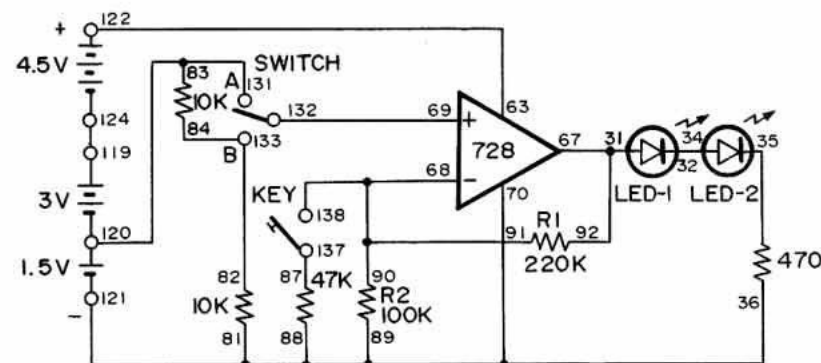 + 122
4.5V
124
119
3V
120
1.5V
121
−
83
10K
84
SWITCH
A 131
132
B 133
KEY
138
137
82
10K
81
87
47K
88
90
R2
100K
89
69 +
68 −
728
63
67
70
91 R1 92
220K
31
LED-1
32
34
LED-2
35
470
36